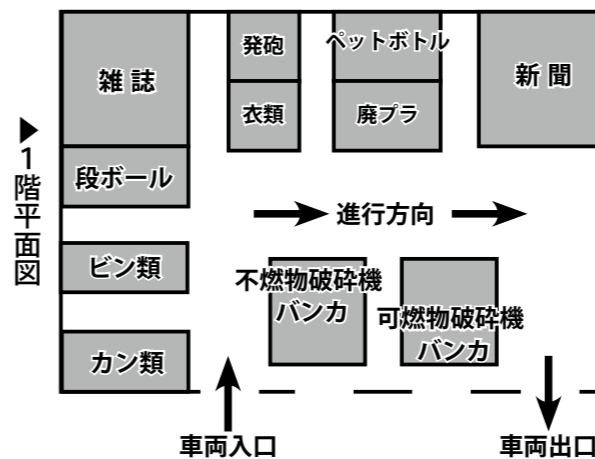 ▶1階平面図
雑 誌
発砲
ペットボトル
新 聞
衣類
廃プラ
段ボール
進行方向
ビン類
不燃物破砕機
バンカ
可燃物破砕機
バンカ
カン類
車両入口
車両出口